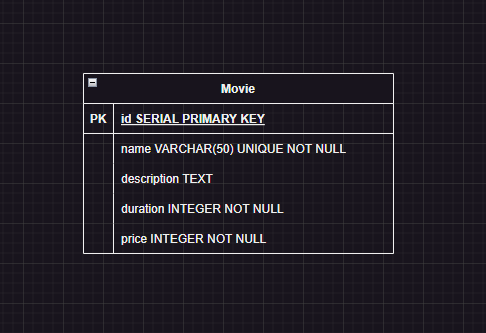 Movie
PK id SERIAL PRIMARY KEY
name VARCHAR(50) UNIQUE NOT NULL
description TEXT
duration INTEGER NOT NULL
price INTEGER NOT NULL